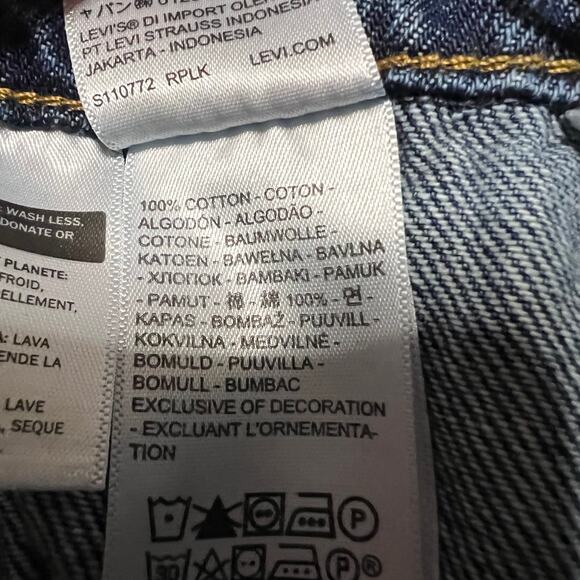 LEVI'S® DI IMPORT OLEH
PT LEVI STRAUSS INDONESIA
JAKARTA - INDONESIA
S110772 RPLK LEVI.COM
WASH LESS,
DONATE OR
PLANETE:
FROID,
ELLEMENT,
LAVA
ENDE LA
LAVE
SEQUE
100% COTTON - COTON -
ALGODÓN - ALGODÃO -
COTONE - BAUMWOLLE -
KATOEN - BAWEŁNA - BAVLNA
- ХЛОПОК - BAMBAKI - PAMUK
- PAMUT - 棉 - 綿 100% - 면 -
KAPAS - BOMBAŽ - PUUVILL -
KOKVILNA - MEDVILNĖ -
BOMULD - PUUVILLA -
BOMULL - BUMBAC
EXCLUSIVE OF DECORATION
- EXCLUANT L'ORNEMENTA-
TION
P
30 P®